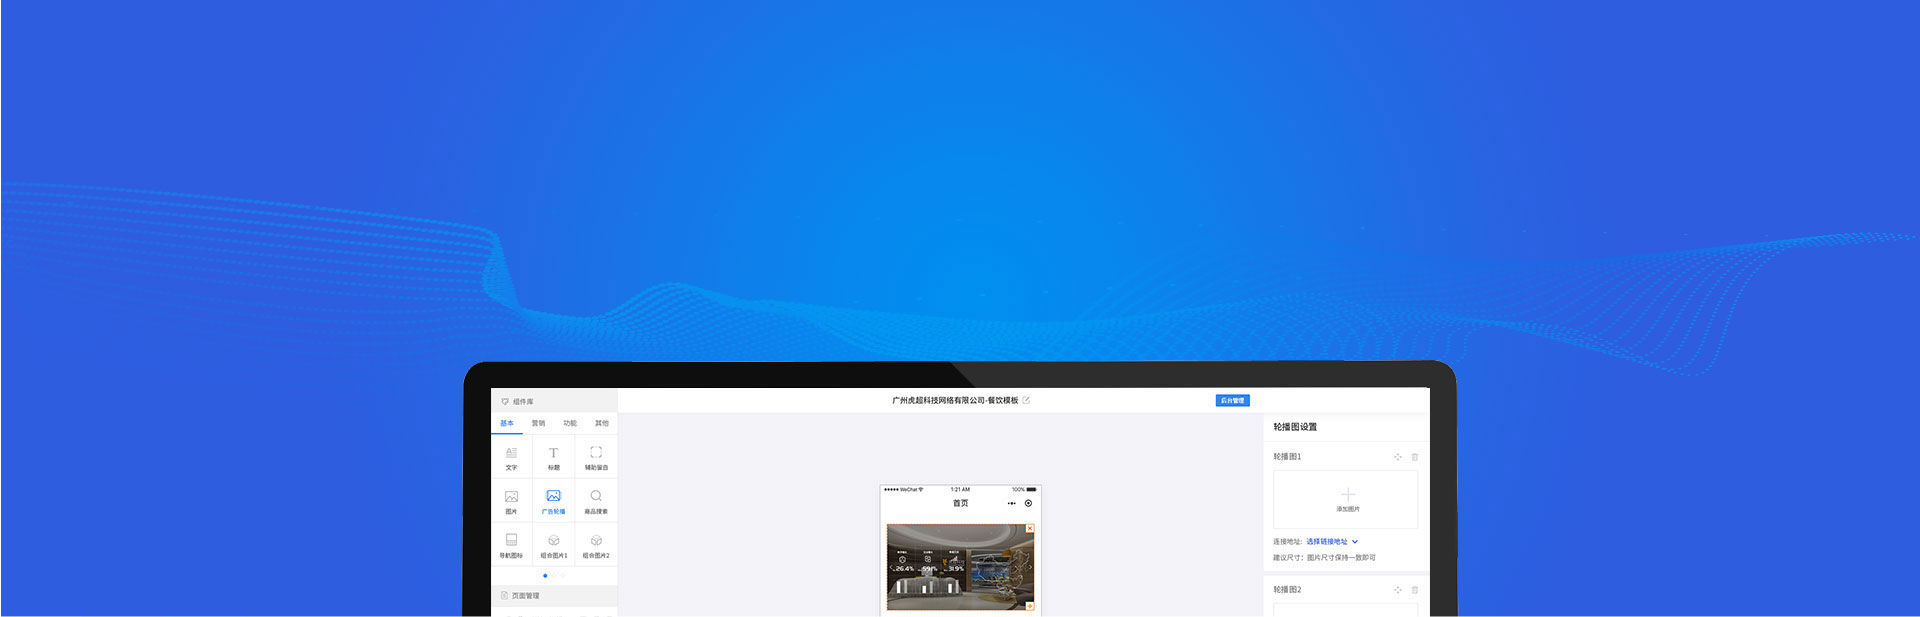 组件库
广州虎超科技网络有限公司-餐饮模板
后台管理
基本 营销 功能 其他
轮播图设置
文字 标题 辅助留白
轮播图1
图片 广告轮播 商品搜索
WeChat 1:21 AM 100%
首页
添加图片
26.4% 59% 31.9%
导航图标 组合图片1 组合图片2
连接地址: 选择链接地址
建议尺寸: 图片尺寸保持一致即可
页面管理
轮播图2